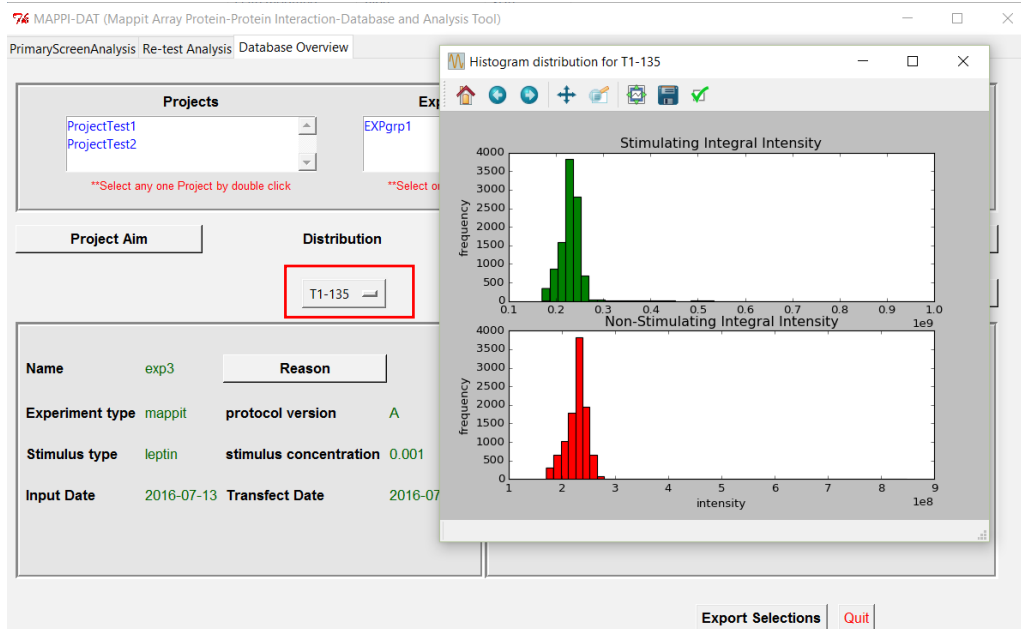 MAPPI-DAT (Mappit Array Protein-Protein Interaction-Database and Analysis Tool)
PrimaryScreenAnalysis Re-test Analysis Database Overview
Projects
ProjectTest1
ProjectTest2
**Select any one Project by double click
Exp
EXPgrp1
**Select o
Project Aim
Distribution
T1-135
Name exp3 Reason
Experiment type mappit protocol version A
Stimulus type leptin stimulus concentration 0.001
Input Date 2016-07-13 Transfect Date 2016-07
Histogram distribution for T1-135
Stimulating Integral Intensity
frequency
4000
3500
3000
2500
2000
1500
1000
500
0
0.1 0.2 0.3 0.4 0.5 0.6 0.7 0.8 0.9 1.0
1e9
Non-Stimulating Integral Intensity
frequency
4000
3500
3000
2500
2000
1500
1000
500
0
1 2 3 4 5 6 7 8 9
intensity
1e8
Export Selections Quit